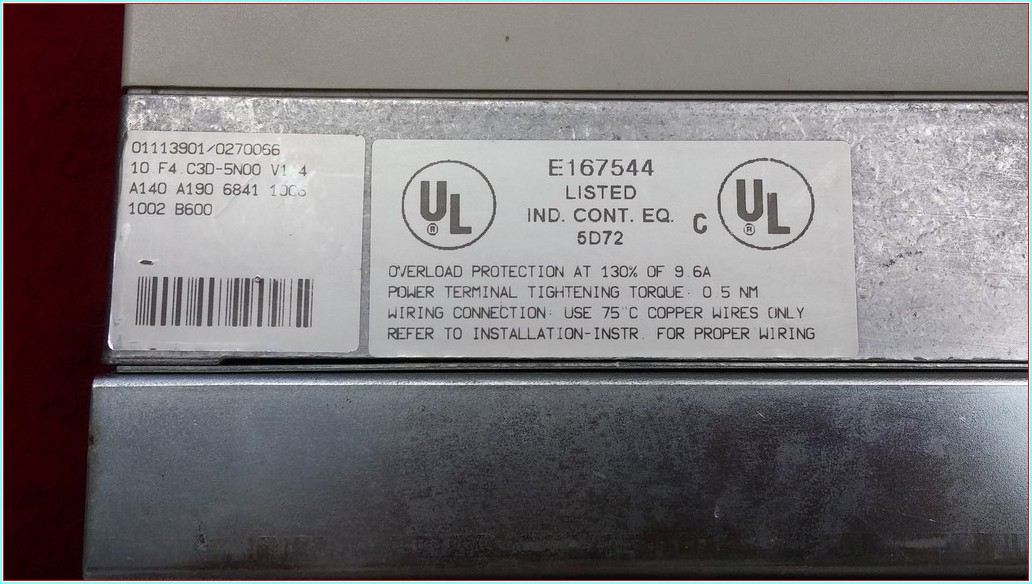 01113901/0270066
10 F4 C3D-5N00 V1.4
A140 A190 6841
1002 B600
UL
®
E167544
LISTED
IND. CONT. EQ.
5D72
C
UL
®
OVERLOAD PROTECTION AT 130% OF 9.6A
POWER TERMINAL TIGHTENING TORQUE: 0.5 NM
WIRING CONNECTION: USE 75°C COPPER WIRES ONLY
REFER TO INSTALLATION-INSTR. FOR PROPER WIRING